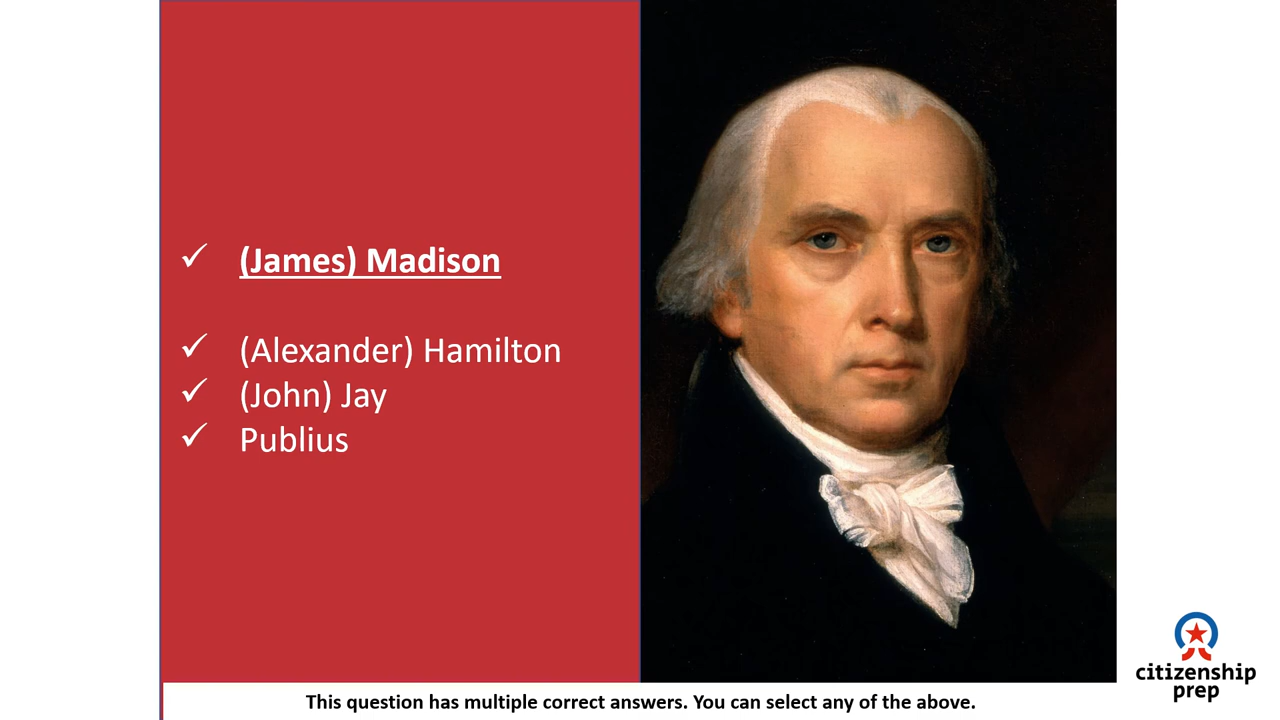 ✓ (James) Madison
✓ (Alexander) Hamilton
✓ (John) Jay
✓ Publius
This question has multiple correct answers. You can select any of the above.
citizenship
prep